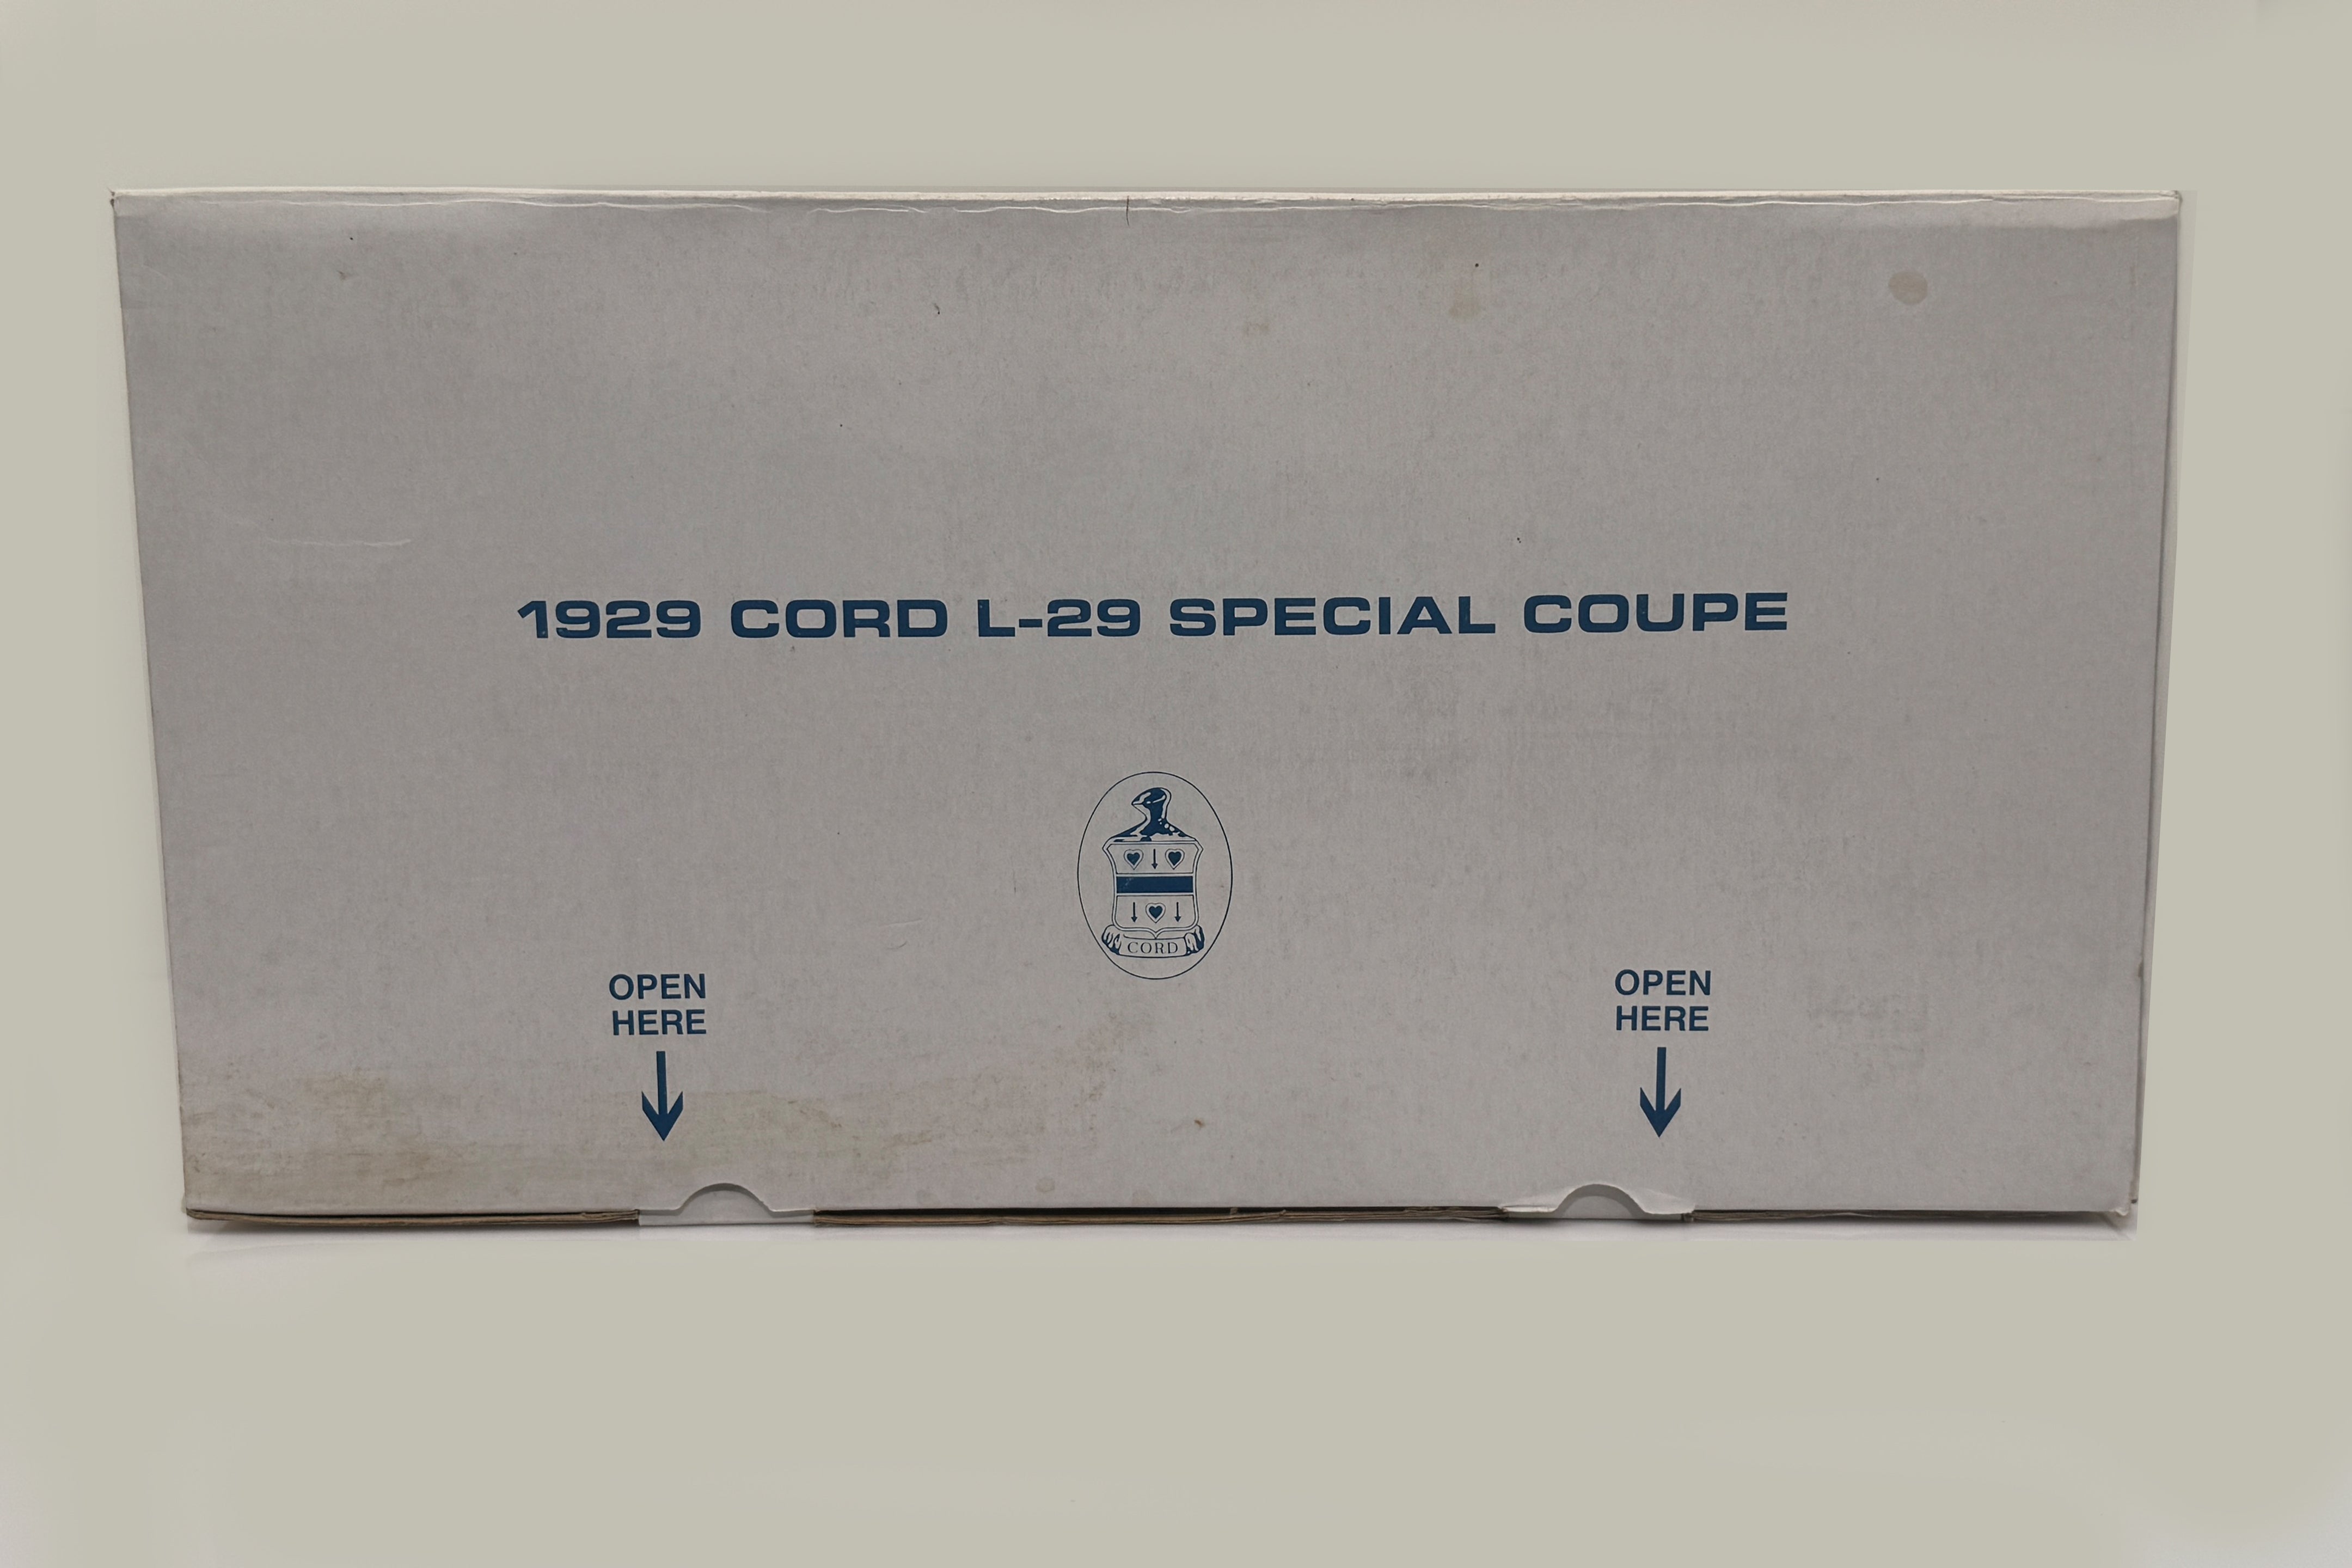 1929 CORD L-29 SPECIAL COUPE
CORD
OPEN
HERE
OPEN
HERE